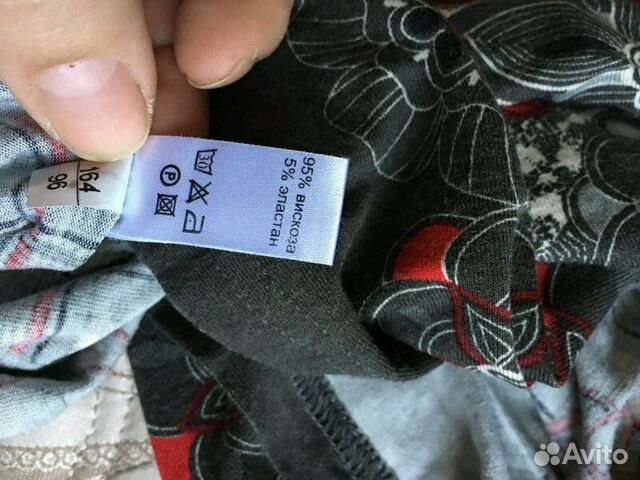 95% вискоза
5% эластан
30
P
164
96
Avito